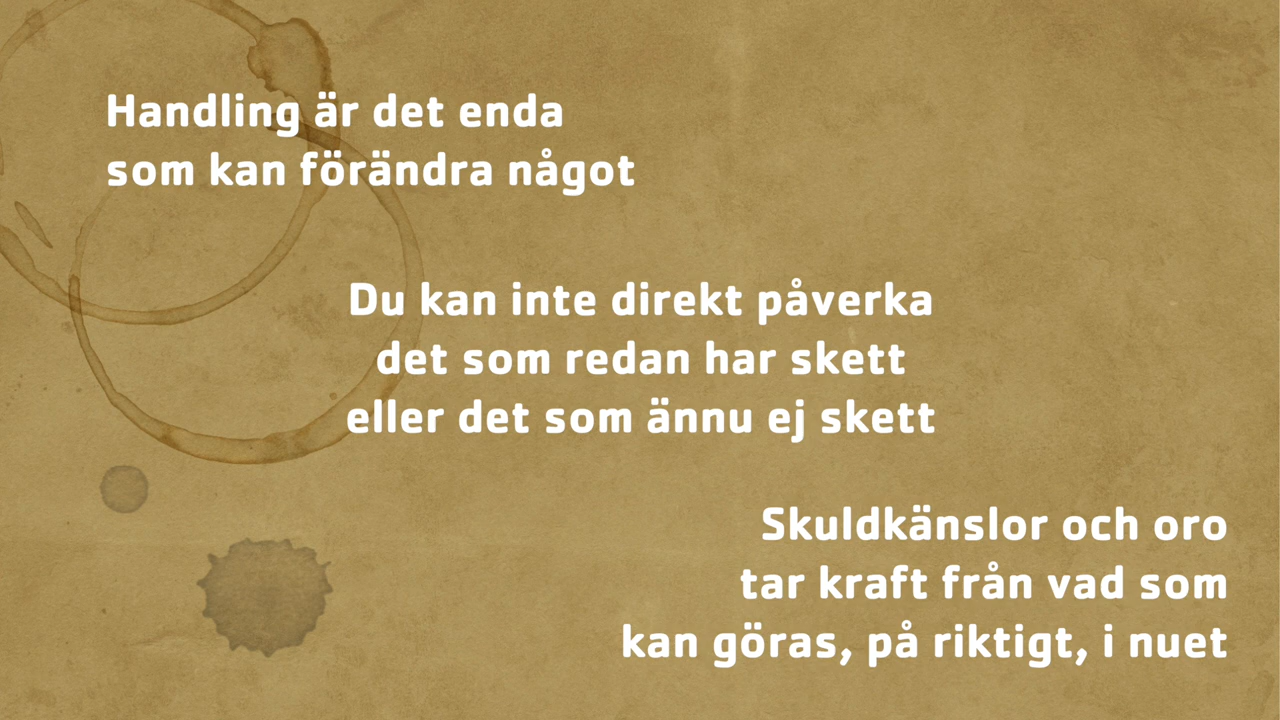 Handling är det enda
som kan förändra något
Du kan inte direkt påverka
det som redan har skett
eller det som ännu ej skett
Skuldkänslor och oro
tar kraft från vad som
kan göras, på riktigt, i nuet